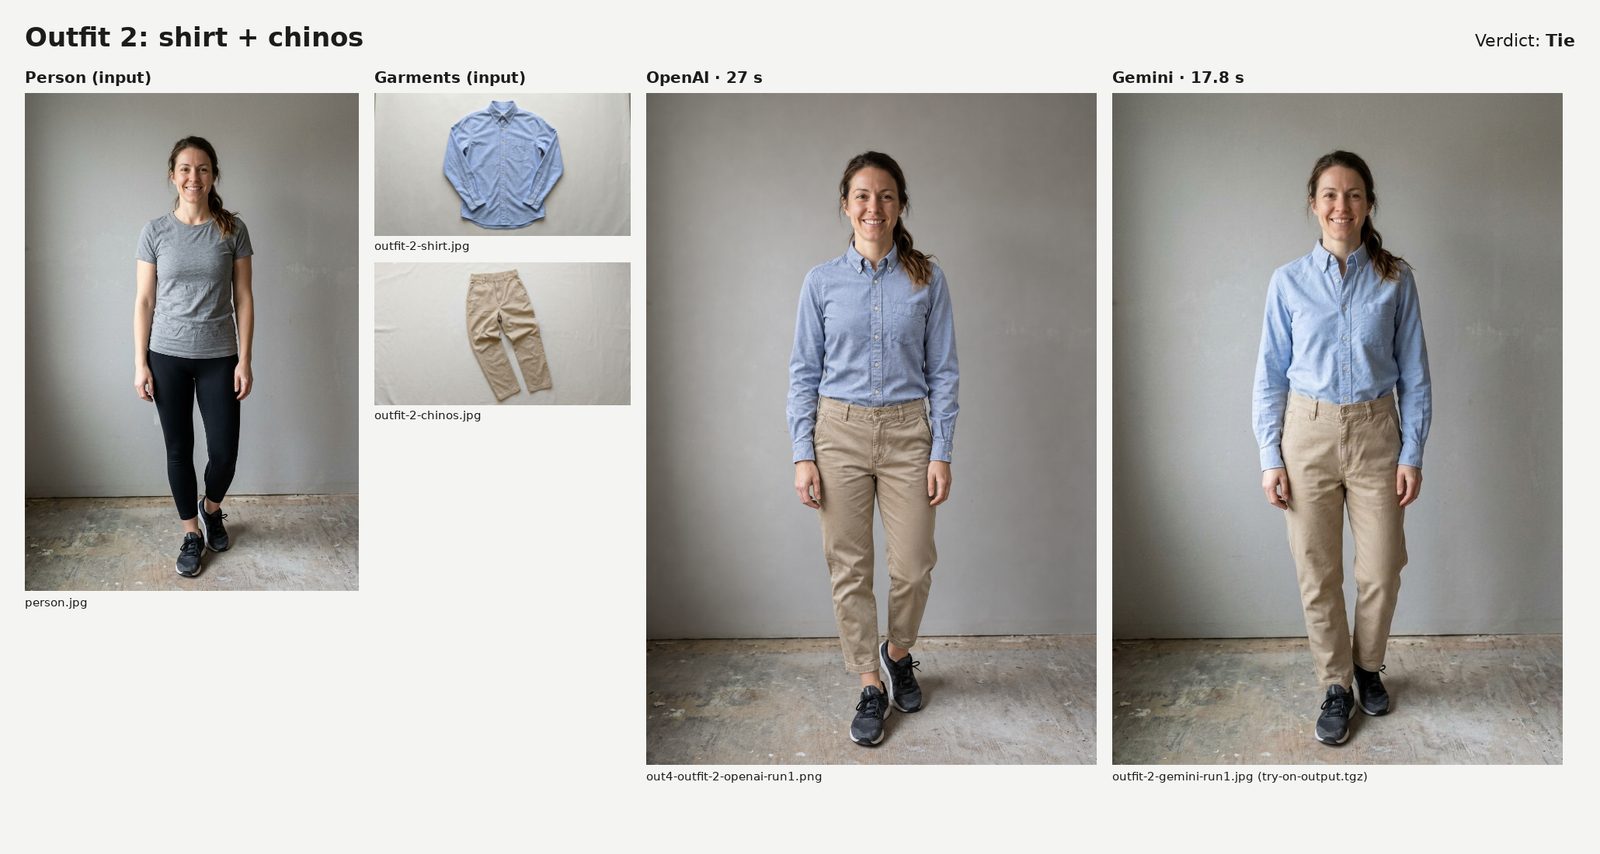 Outfit 2: shirt + chinos
Verdict: Tie
Person (input)
Garments (input)
OpenAI · 27 s
Gemini · 17.8 s
outfit-2-shirt.jpg
outfit-2-chinos.jpg
person.jpg
out4-outfit-2-openai-run1.png
outfit-2-gemini-run1.jpg (try-on-output.tgz)